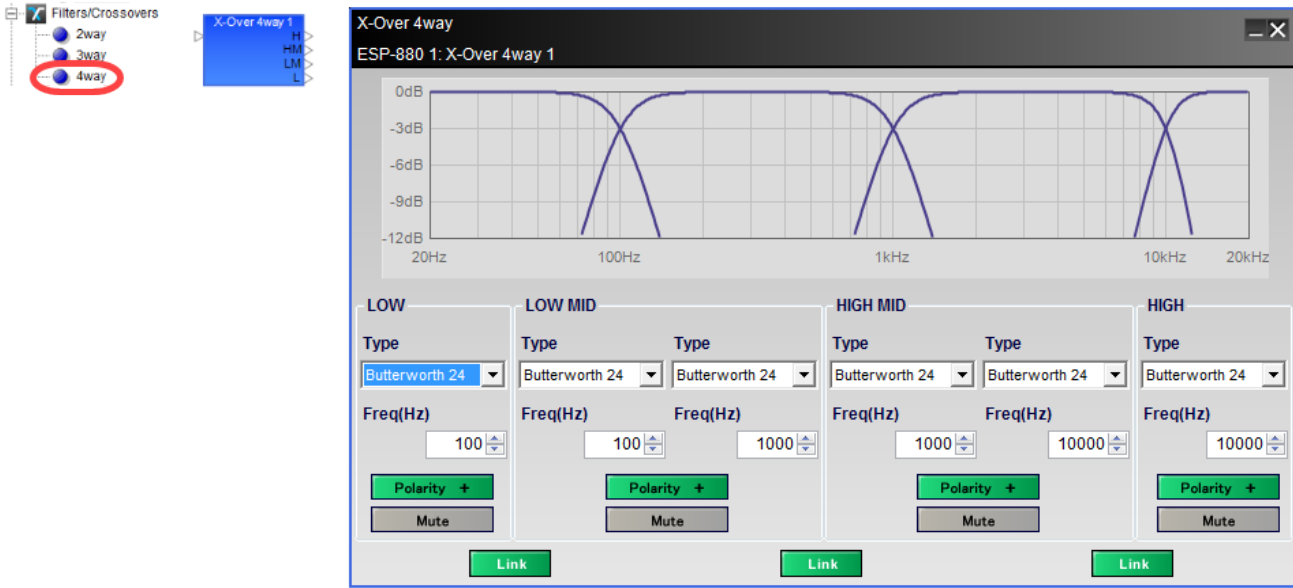 Filters/Crossovers
2way
3way
4way
X-Over 4way 1
H
HM
LM
L
X-Over 4way
ESP-880 1: X-Over 4way 1
0dB
-3dB
-6dB
-9dB
-12dB
20Hz 100Hz 1kHz 10kHz 20kHz
LOW LOW MID HIGH MID HIGH
Type Type Type Type Type Type
Butterworth 24 Butterworth 24 Butterworth 24 Butterworth 24 Butterworth 24 Butterworth 24
Freq(Hz) Freq(Hz) Freq(Hz) Freq(Hz) Freq(Hz) Freq(Hz)
100 100 1000 1000 10000 10000
Polarity + Polarity + Polarity + Polarity +
Mute Mute Mute Mute
Link Link Link